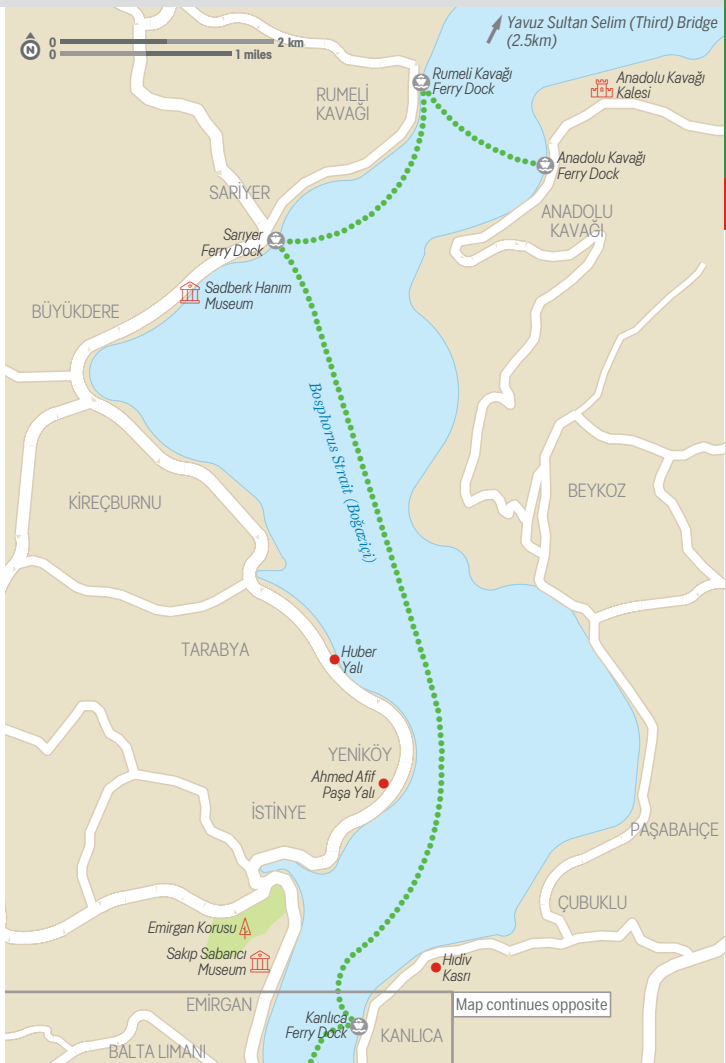 Yavuz Sultan Selim (Third) Bridge
(2.5km)
N
0
2 km
0
1 miles
Rumeli Kavağı
Ferry Dock
Anadolu Kavağı
Kalesi
RUMELİ
KAVAĞI
Anadolu Kavağı
Ferry Dock
SARIYER
ANADOLU
KAVAĞI
Sarıyer
Ferry Dock
Sadberk Hanım
Museum
BÜYÜKDERE
Bosphorus Strait (Boğaziçi)
KİREÇBURNU
BEYKOZ
TARABYA
Huber
Yalı
YENİKÖY
Ahmed Afif
Paşa Yalı
İSTİNYE
PAŞABAHÇE
ÇUBUKLU
Emirgan Korusu
Sakıp Sabancı
Museum
Hıdiv
Kasrı
EMİRGAN
Map continues opposite
Kanlıca
Ferry Dock
KANLICA
BALTA LIMANI